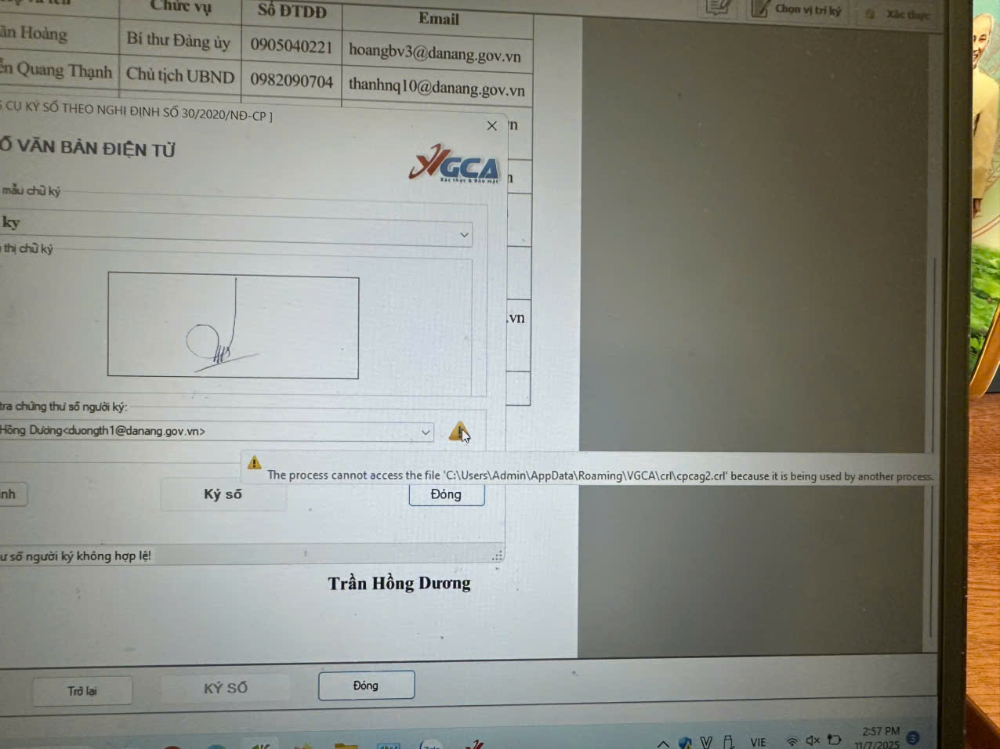 Chức vụ Số ĐTDĐ Email
Hoàng Bí thư Đảng ủy 0905040221 hoangbv3@danang.gov.vn
Quang Thạnh Chủ tịch UBND 0982090704 thanhnq10@danang.gov.vn
CỤ KÝ SỐ THEO NGHỊ ĐỊNH SỐ 30/2020/NĐ-CP ]
VĂN BẢN ĐIỆN TỬ
VGCA
Xác thực & Bảo mật
mẫu chữ ký
ky
thị chữ ký
.vn
tra chứng thư số người ký:
Hồng Dương<duongth1@danang.gov.vn>
The process cannot access the file 'C:\Users\Admin\AppData\Roaming\VGCA\crl\cpcag2.crl' because it is being used by another process.
Ký số Đóng
số người ký không hợp lệ!
Trần Hồng Dương
Trở lại KÝ SỐ Đóng
Chọn vị trí ký Xác thực
VIE 2:57 PM
11/7/2025